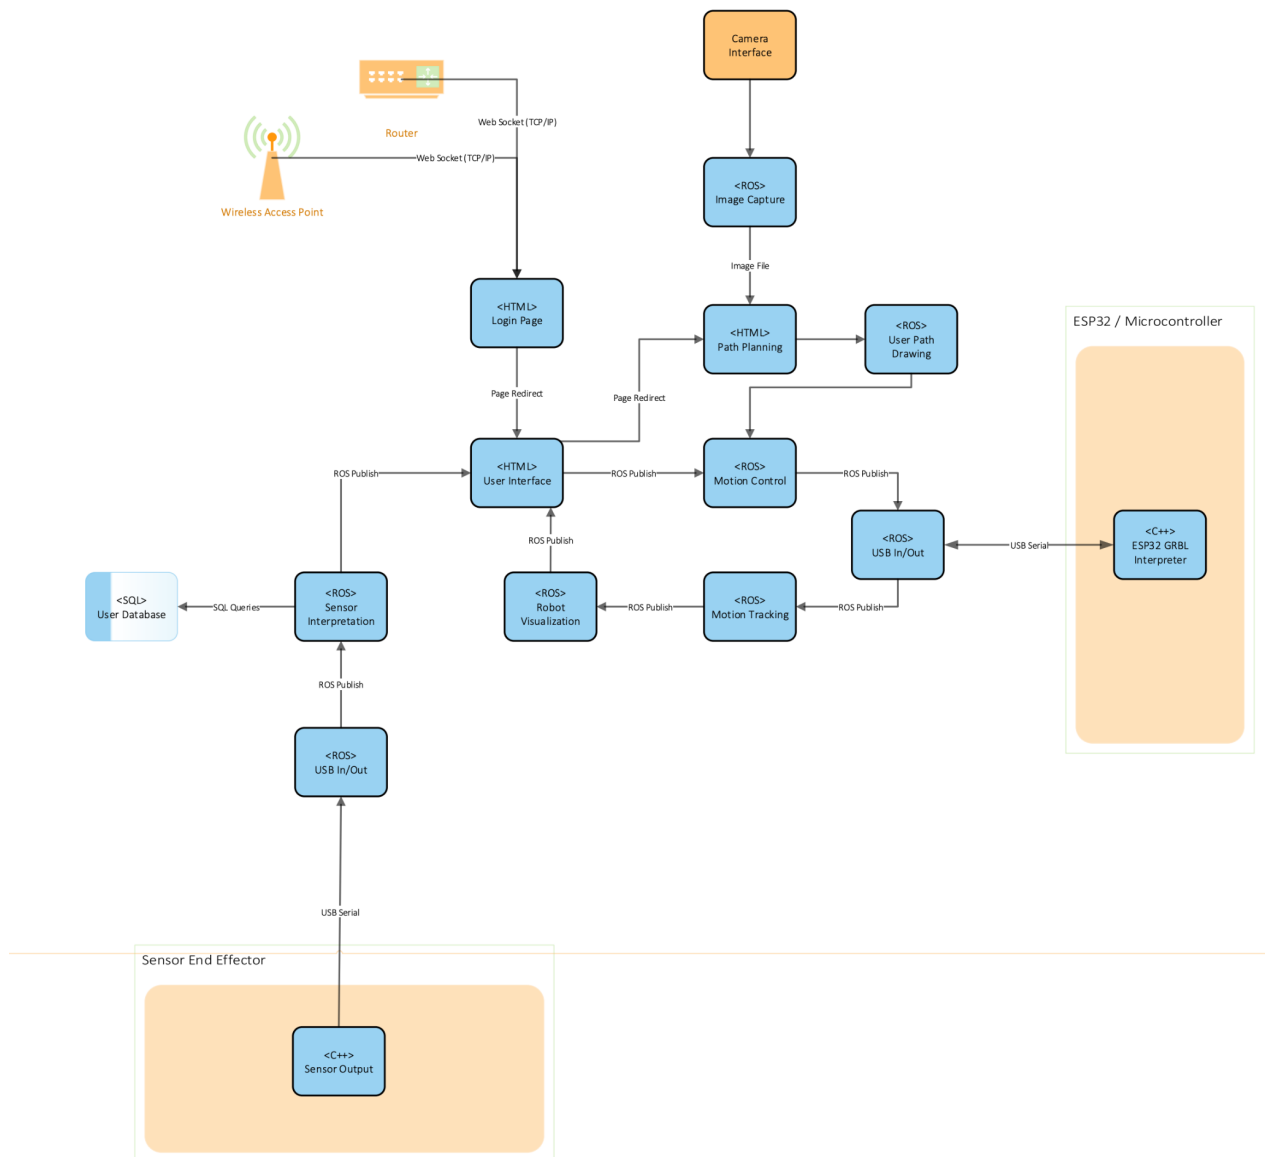 Camera
Interface
Web Socket (TCP/IP)
Router
Web Socket (TCP/IP)
Wireless Access Point
<ROS>
Image Capture
Image File
<HTML>
Login Page
<HTML>
Path Planning
<ROS>
User Path
Drawing
ESP32 / Microcontroller
Page Redirect
Page Redirect
ROS Publish
<HTML>
User Interface
ROS Publish
<ROS>
Motion Control
ROS Publish
<ROS>
USB In/Out
USB Serial
<C++>
ESP32 GRBL
Interpreter
ROS Publish
<SQL>
User Database
SQL Queries
<ROS>
Sensor
Interpretation
<ROS>
Robot
Visualization
ROS Publish
<ROS>
Motion Tracking
ROS Publish
ROS Publish
<ROS>
USB In/Out
USB Serial
Sensor End Effector
<C++>
Sensor Output